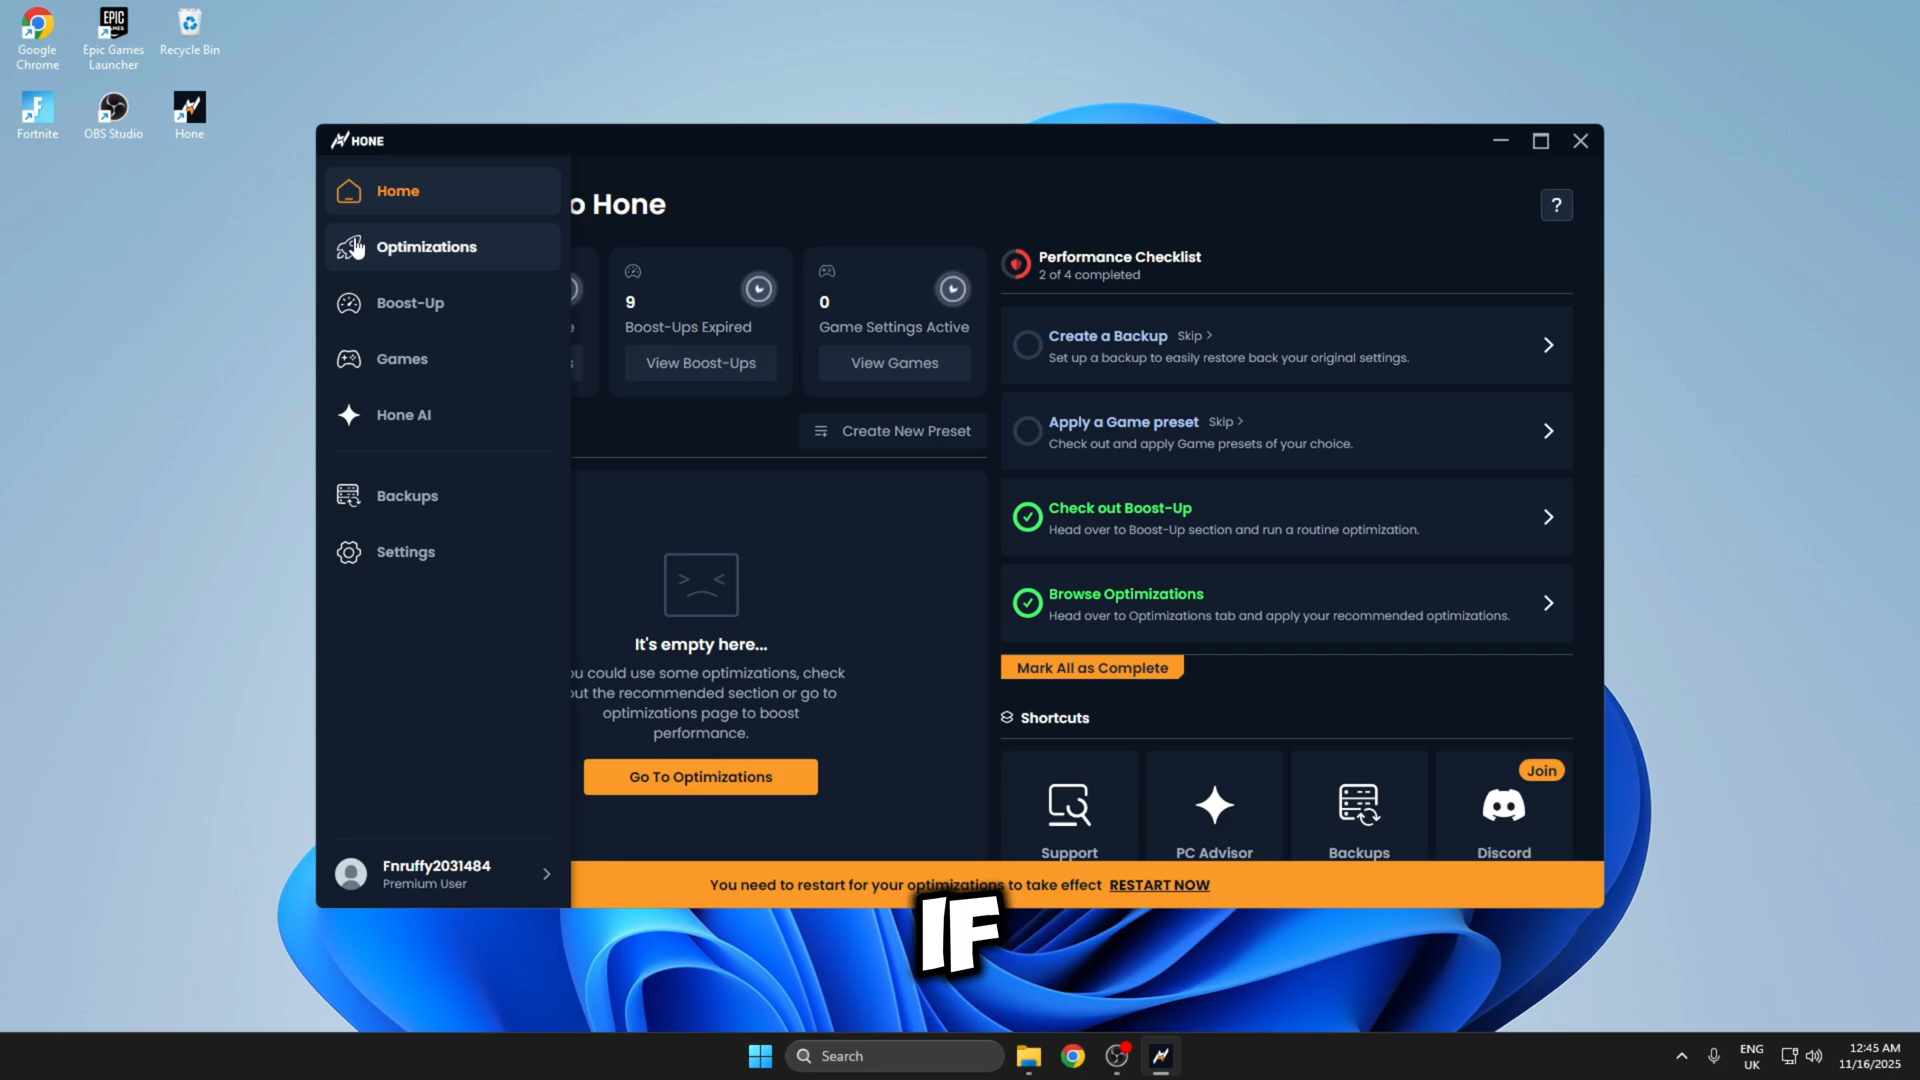 Google
Chrome
Epic Games
Launcher
Recycle Bin
Fortnite
OBS Studio
Hone
EPIC
GAMES
HONE
Home
Optimizations
Boost-Up
Games
Hone AI
Backups
Settings
Fnruffy2031484
Premium User
o Hone
?
9
Boost-Ups Expired
View Boost-Ups
0
Game Settings Active
View Games
Create New Preset
It's empty here...
u could use some optimizations, check
ut the recommended section or go to
optimizations page to boost
performance.
Go To Optimizations
Performance Checklist
2 of 4 completed
Create a Backup Skip >
Set up a backup to easily restore back your original settings.
Apply a Game preset Skip >
Check out and apply Game presets of your choice.
Check out Boost-Up
Head over to Boost-Up section and run a routine optimization.
Browse Optimizations
Head over to Optimizations tab and apply your recommended optimizations.
Mark All as Complete
Shortcuts
Support
PC Advisor
Backups
Join
Discord
You need to restart for your optimizations to take effect RESTART NOW
IF
Search
ENG
UK
12:45 AM
11/16/2025